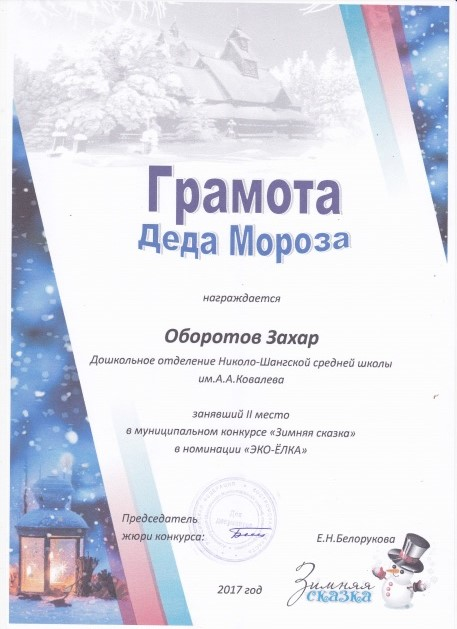 Грамота
Деда Мороза
награждается
Оборотов Захар
Дошкольное отделение Николо-Шангской средней школы
им.А.А.Ковалева
занявший II место
в муниципальном конкурсе «Зимняя сказка»
в номинации «ЭКО-ЁЛКА»
Председатель
жюри конкурса:
Е.Н.Белорукова
2017 год
Зимняя
сказка